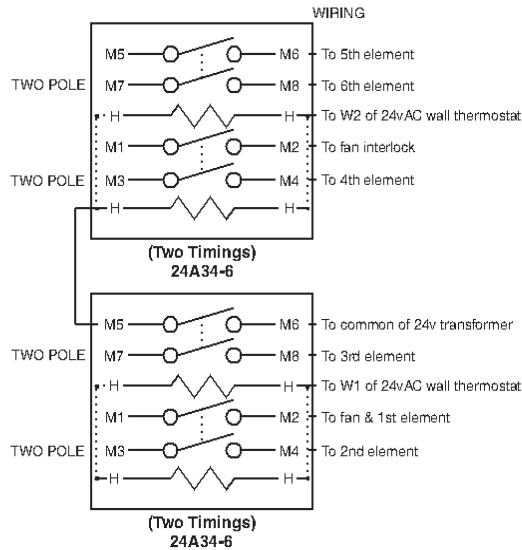 WIRING
M5 M6 To 5th element
TWO POLE M7 M8 To 6th element
H H To W2 of 24vAC wall thermostat
M1 M2 To fan interlock
TWO POLE M3 M4 To 4th element
H H
(Two Timings)
24A34-6
M5 M6 To common of 24v transformer
TWO POLE M7 M8 To 3rd element
H H To W1 of 24vAC wall thermostat
M1 M2 To fan & 1st element
TWO POLE M3 M4 To 2nd element
H H
(Two Timings)
24A34-6